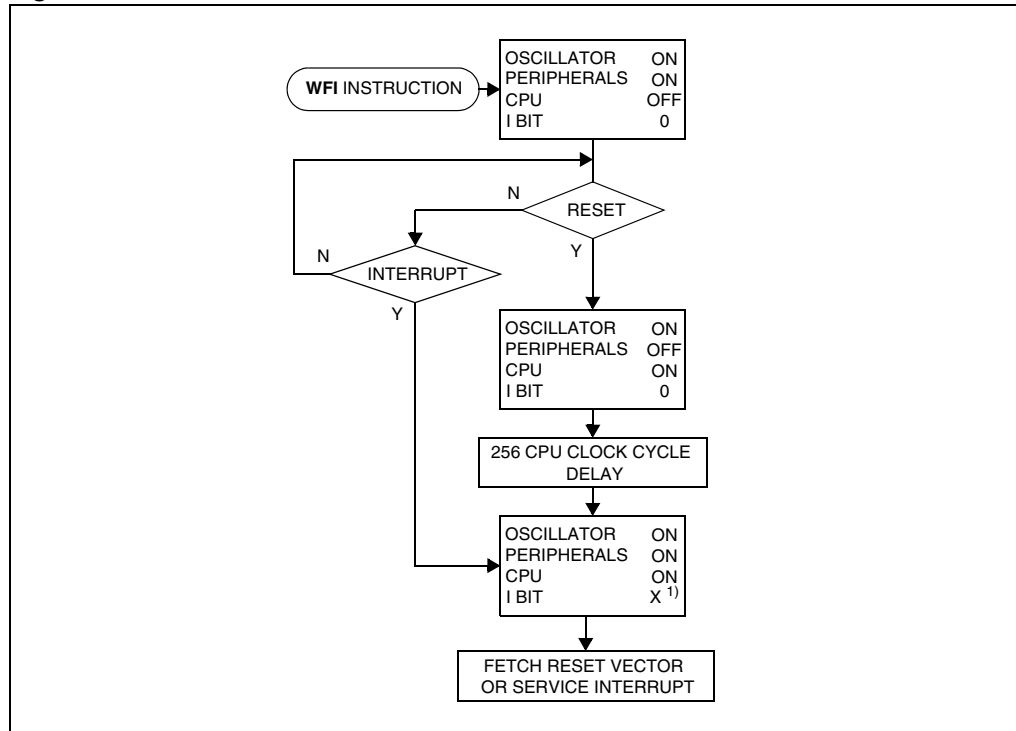 WFI INSTRUCTION
OSCILLATOR ON
PERIPHERALS ON
CPU OFF
I BIT 0
N
RESET
Y
N
INTERRUPT
Y
OSCILLATOR ON
PERIPHERALS OFF
CPU ON
I BIT 0
256 CPU CLOCK CYCLE
DELAY
OSCILLATOR ON
PERIPHERALS ON
CPU ON
I BIT X 1)
FETCH RESET VECTOR
OR SERVICE INTERRUPT